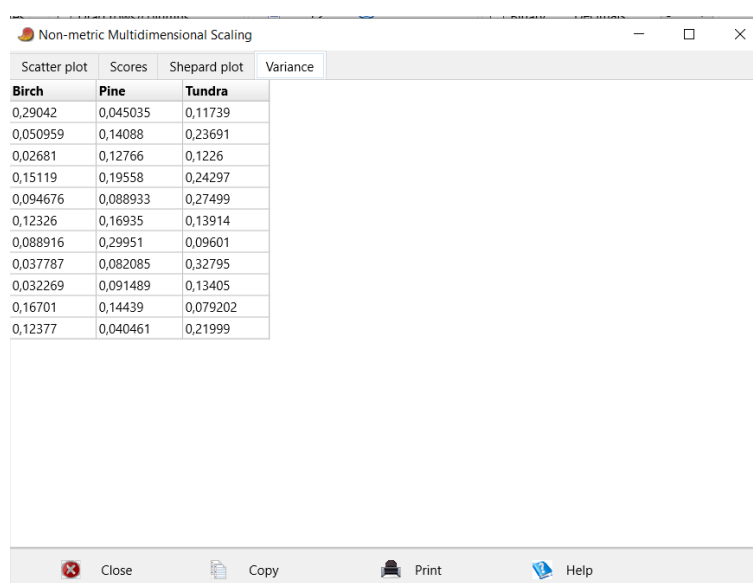 Non-metric Multidimensional Scaling
Scatter plot Scores Shepard plot Variance
Birch Pine Tundra
0,29042 0,045035 0,11739
0,050959 0,14088 0,23691
0,02681 0,12766 0,1226
0,15119 0,19558 0,24297
0,094676 0,088933 0,27499
0,12326 0,16935 0,13914
0,088916 0,29951 0,09601
0,037787 0,082085 0,32795
0,032269 0,091489 0,13405
0,16701 0,14439 0,079202
0,12377 0,040461 0,21999
Close Copy Print Help